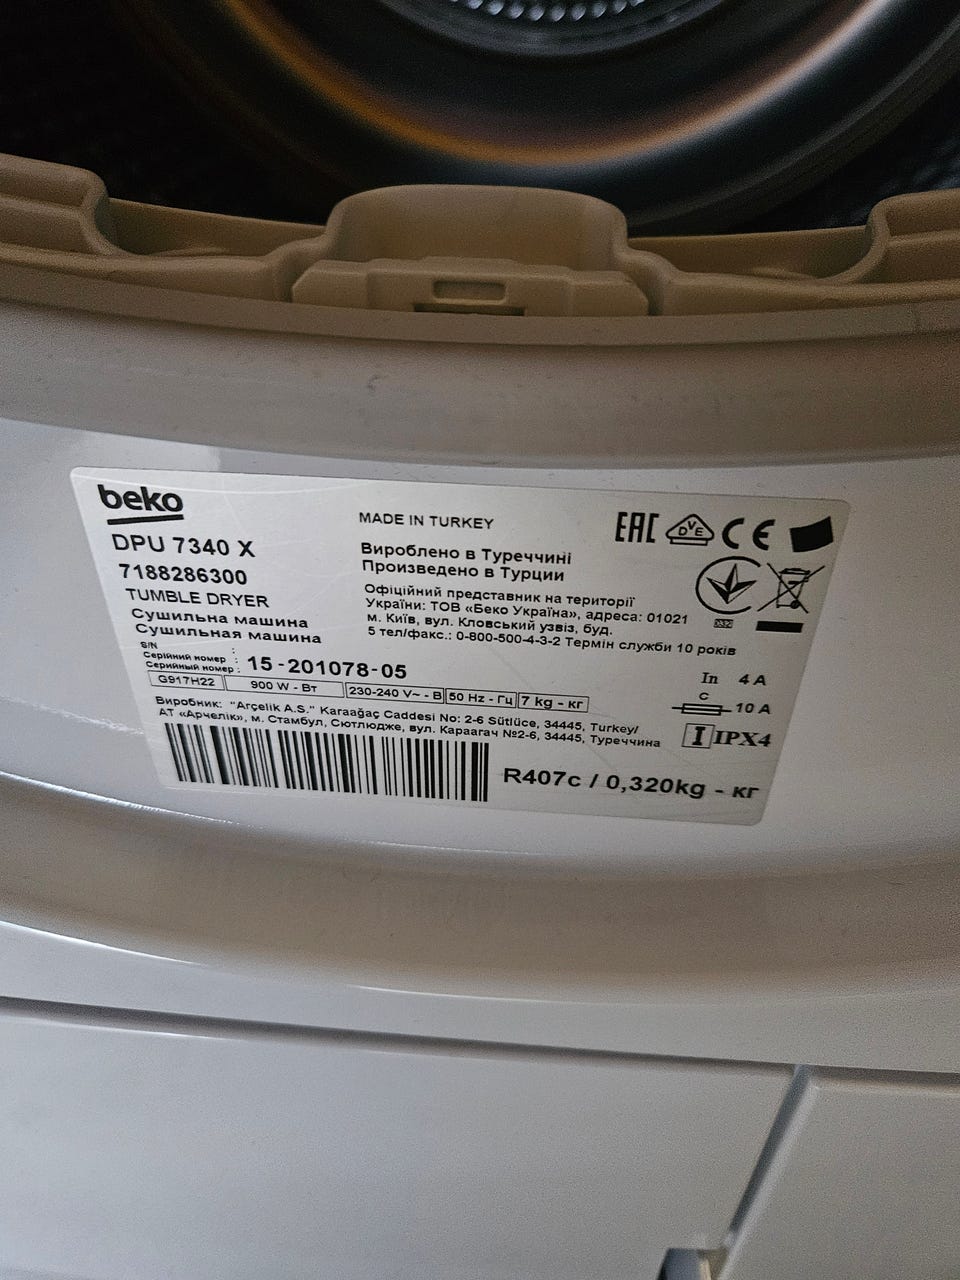 beko
DPU 7340 X
7188286300
TUMBLE DRYER
Сушильна машина
Сушильная машина
S/N :
Серійний номер :
Серийный номер : 15-201078-05
G917H22 900 W - Вт 230-240 V~ - В 50 Hz - Гц 7 kg - кг
MADE IN TURKEY
Вироблено в Туреччині
Произведено в Турции
Офіційний представник на території
України: ТОВ «Беко Україна», адреса: 01021
м. Київ, вул. Кловський узвіз, буд.
5 тел/факс.: 0-800-500-4-3-2 Термін служби 10 років
EAC DVE CE
032
In 4 A
C
10 A
I IPX4
Виробник: "Arçelik A.S." Karaağaç Caddesi No: 2-6 Sütlüce, 34445, Turkey/
АТ «Арчелік», м. Стамбул, Сютлюдже, вул. Караагач №2-6, 34445, Туреччина
R407c / 0,320kg - кг